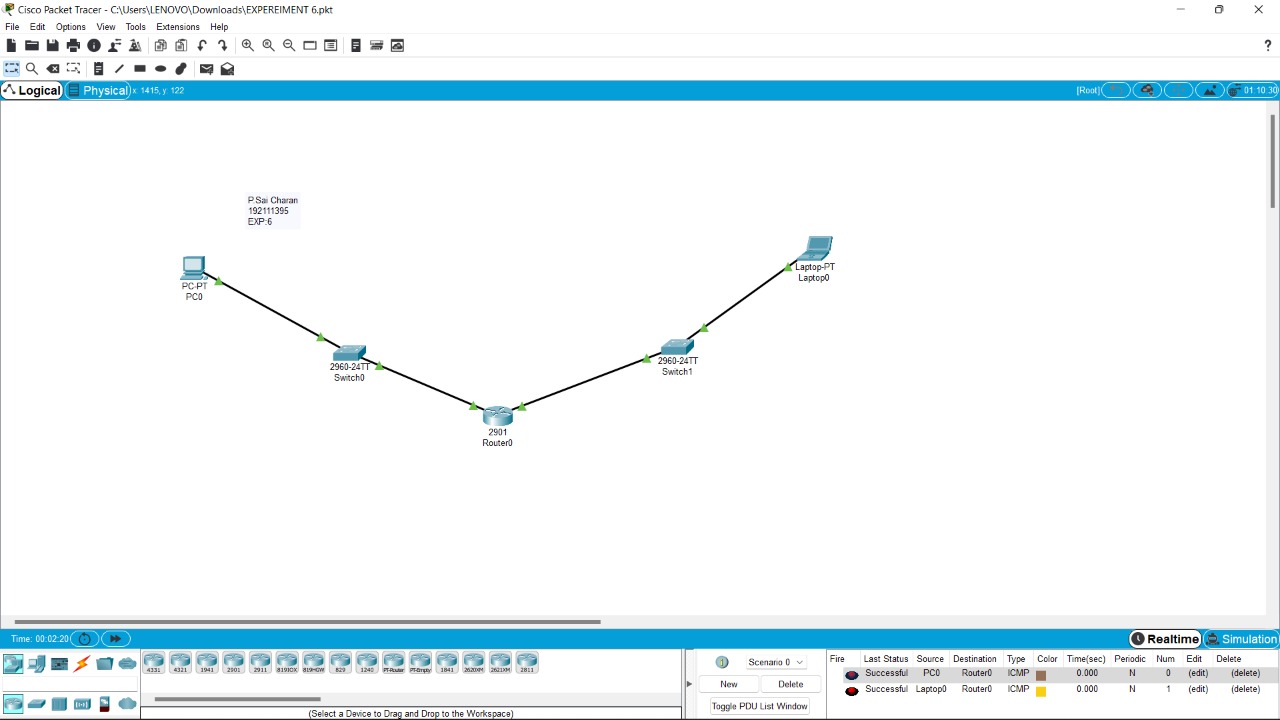 Cisco Packet Tracer - C:\Users\LENOVO\Downloads\EXPEREIMENT 6.pkt
File Edit Options View Tools Extensions Help
?
Logical Physical x: 1415, y: 122 [Root] 01:10:30
P.Sai Charan
192111395
EXP:6
PC-PT
PC0
Laptop-PT
Laptop0
2960-24TT
Switch0
2960-24TT
Switch1
2901
Router0
Time: 00:02:20 Realtime Simulation
4331 4321 1941 2901 2911 819IOX 819HGW 829 1240 PT-Router PT-Empty 1841 2620XM 2621XM 2811
(Select a Device to Drag and Drop to the Workspace)
Scenario 0
New Delete
Toggle PDU List Window
Fire Last Status Source Destination Type Color Time(sec) Periodic Num Edit Delete
Successful PC0 Router0 ICMP 0.000 N 0 (edit) (delete)
Successful Laptop0 Router0 ICMP 0.000 N 1 (edit) (delete)